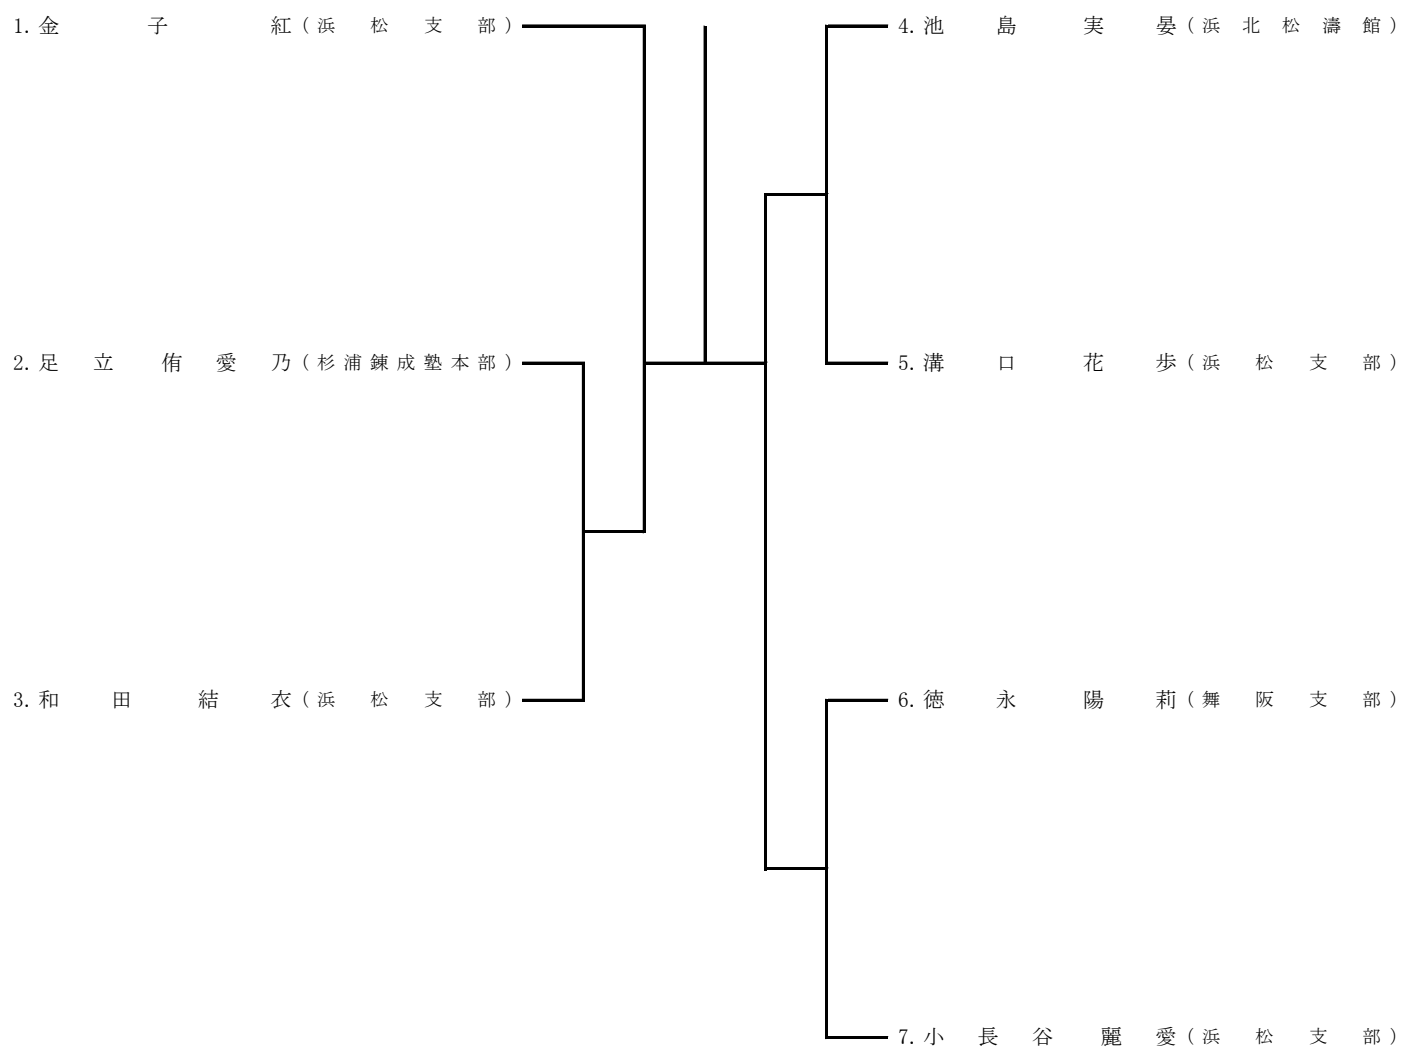 1. 金子紅（浜松支部）
2. 足立侑愛乃（杉浦錬成塾本部）
3. 和田結衣（浜松支部）
4. 池島実晏（浜北松濤館）
5. 溝口花歩（浜松支部）
6. 徳永陽莉（舞阪支部）
7. 小長谷麗愛（浜松支部）